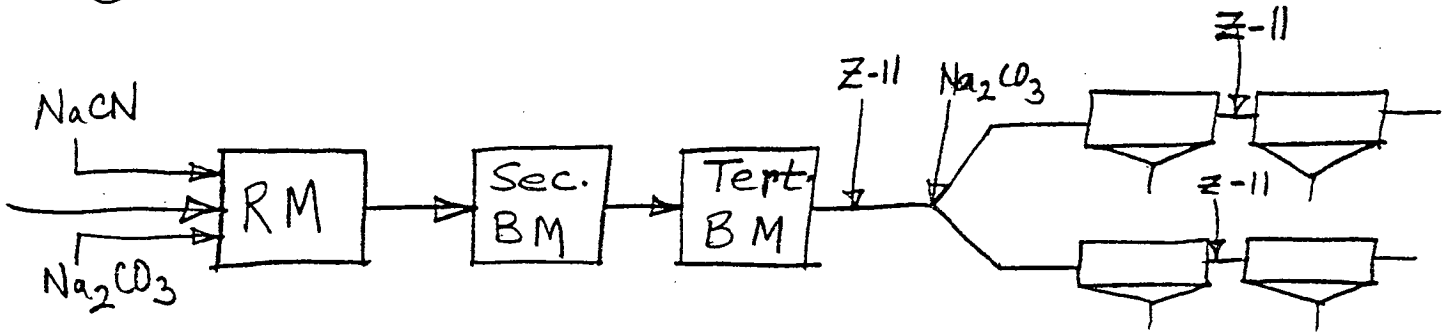 Z-11
Z-11
Na₂CO₃
NaCN
RM
Sec.
BM
Tert.
BM
Z-11
Na₂CO₃